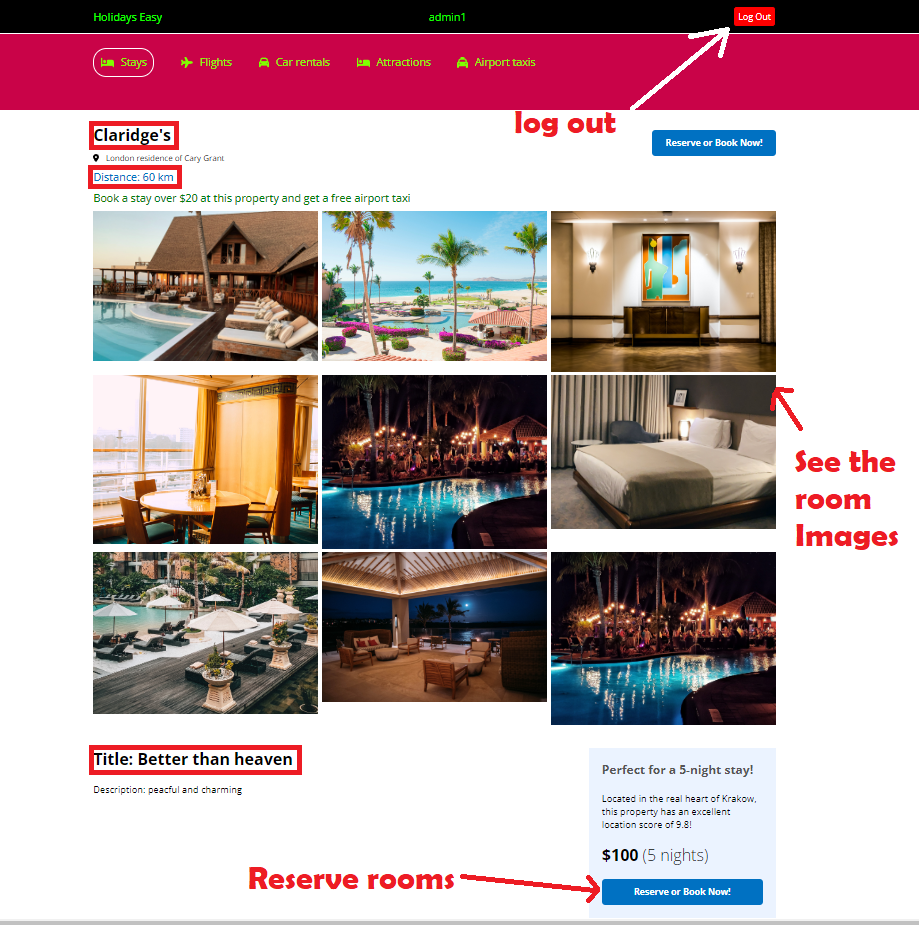 Holidays Easy
admin1
Log Out
Stays
Flights
Car rentals
Attractions
Airport taxis
log out
Claridge's
Reserve or Book Now!
London residence of Cary Grant
Distance: 60 km
Book a stay over $20 at this property and get a free airport taxi
See the
room
Images
Title: Better than heaven
Description: peacful and charming
Perfect for a 5-night stay!
Located in the real heart of Krakow,
this property has an excellent
location score of 9.8!
$100 (5 nights)
Reserve rooms
Reserve or Book Now!